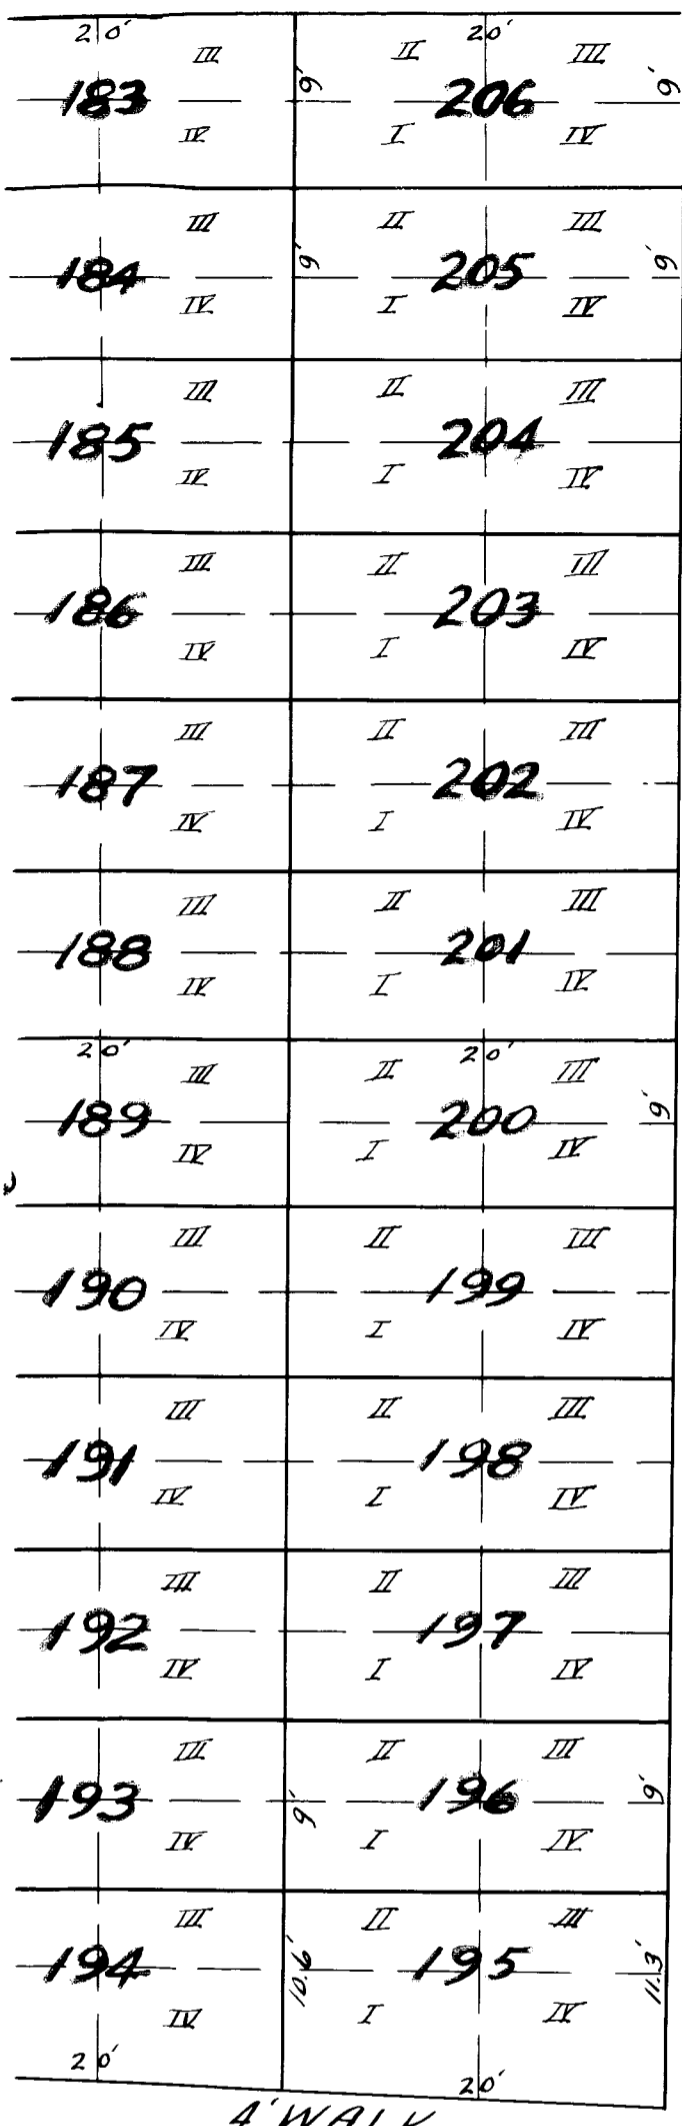 20' 20'
III II III
183 9' 206 9'
IV I IV
III II III
184 9' 205 9'
IV I IV
III II III
185 204
IV I IV
III II III
186 203
IV I IV
III II III
187 202
IV I IV
III II III
188 201
IV I IV
20' 20'
III II III
189 200 9'
IV I IV
III II III
190 199
IV I IV
III II III
191 198
IV I IV
III II III
192 197
IV I IV
III II III
193 9' 196 9'
IV I IV
III II III
194 10.6' 195 11.3'
IV I IV
20' 20'
4' WALK